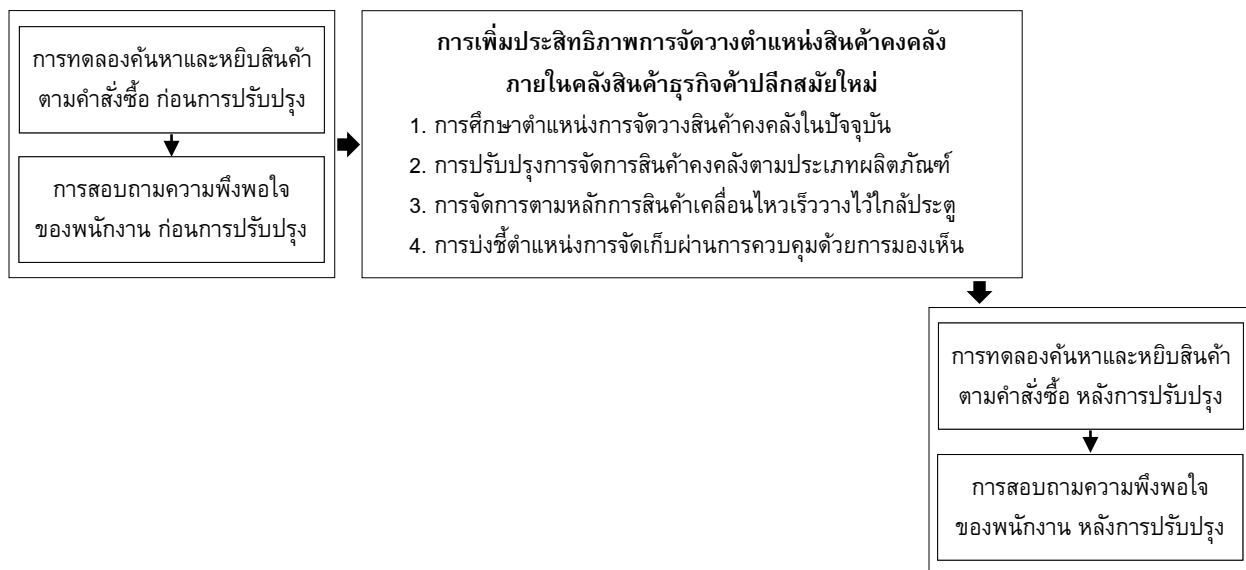 การทดลองค้นหาและหยิบสินค้า
ตามคำสั่งซื้อ ก่อนการปรับปรุง
การสอบถามความพึงพอใจ
ของพนักงาน ก่อนการปรับปรุง
การเพิ่มประสิทธิภาพการจัดวางตำแหน่งสินค้าคงคลัง
ภายในคลังสินค้าธุรกิจค้าปลีกสมัยใหม่
1. การศึกษาตำแหน่งการจัดวางสินค้าคงคลังในปัจจุบัน
2. การปรับปรุงการจัดการสินค้าคงคลังตามประเภทผลิตภัณฑ์
3. การจัดการตามหลักการสินค้าเคลื่อนไหวเร็ววางไว้ใกล้ประตู
4. การบ่งชี้ตำแหน่งการจัดเก็บผ่านการควบคุมด้วยการมองเห็น
การทดลองค้นหาและหยิบสินค้า
ตามคำสั่งซื้อ หลังการปรับปรุง
การสอบถามความพึงพอใจ
ของพนักงาน หลังการปรับปรุง